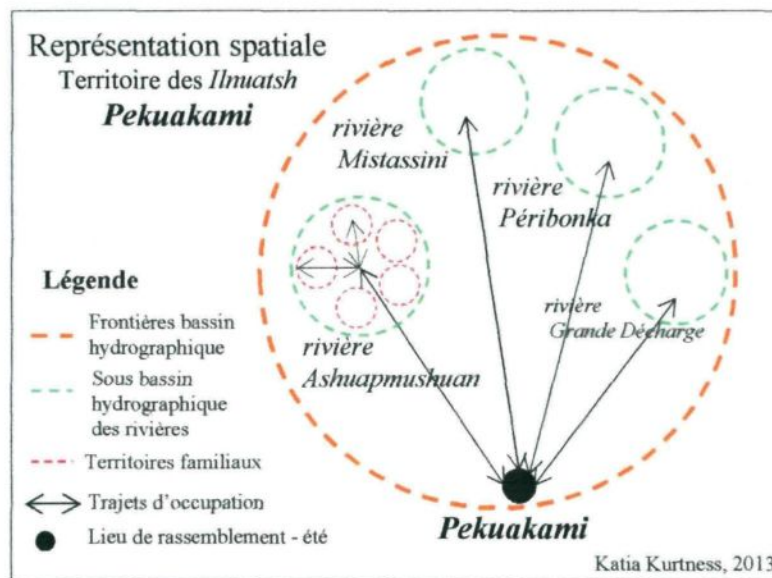 Représentation spatiale
Territoire des Ilnuatsh
Pekuakami
rivière
Mistassini
rivière
Péribonka
rivière
Grande Décharge
rivière
Ashuapmushuan
Légende
Frontières bassin
hydrographique
Sous bassin
hydrographique
des rivières
Territoires familiaux
Trajets d'occupation
Lieu de rassemblement - été
Pekuakami
Katia Kurtness, 2013